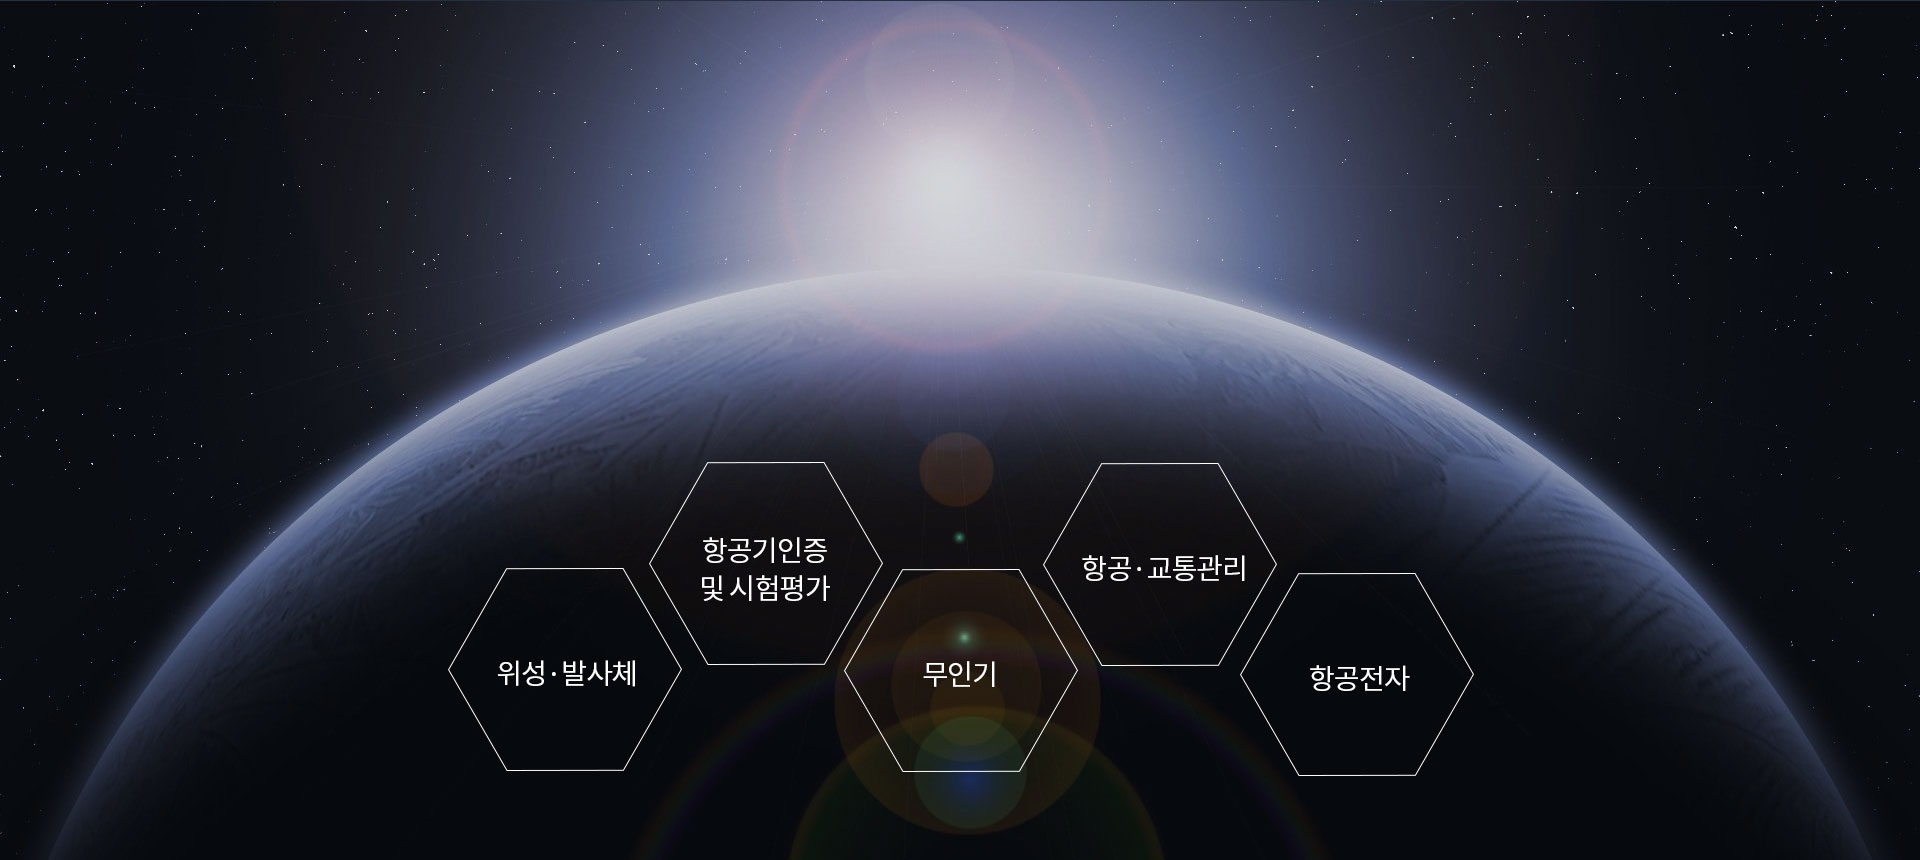 위성·발사체
항공기인증
및 시험평가
무인기
항공·교통관리
항공전자